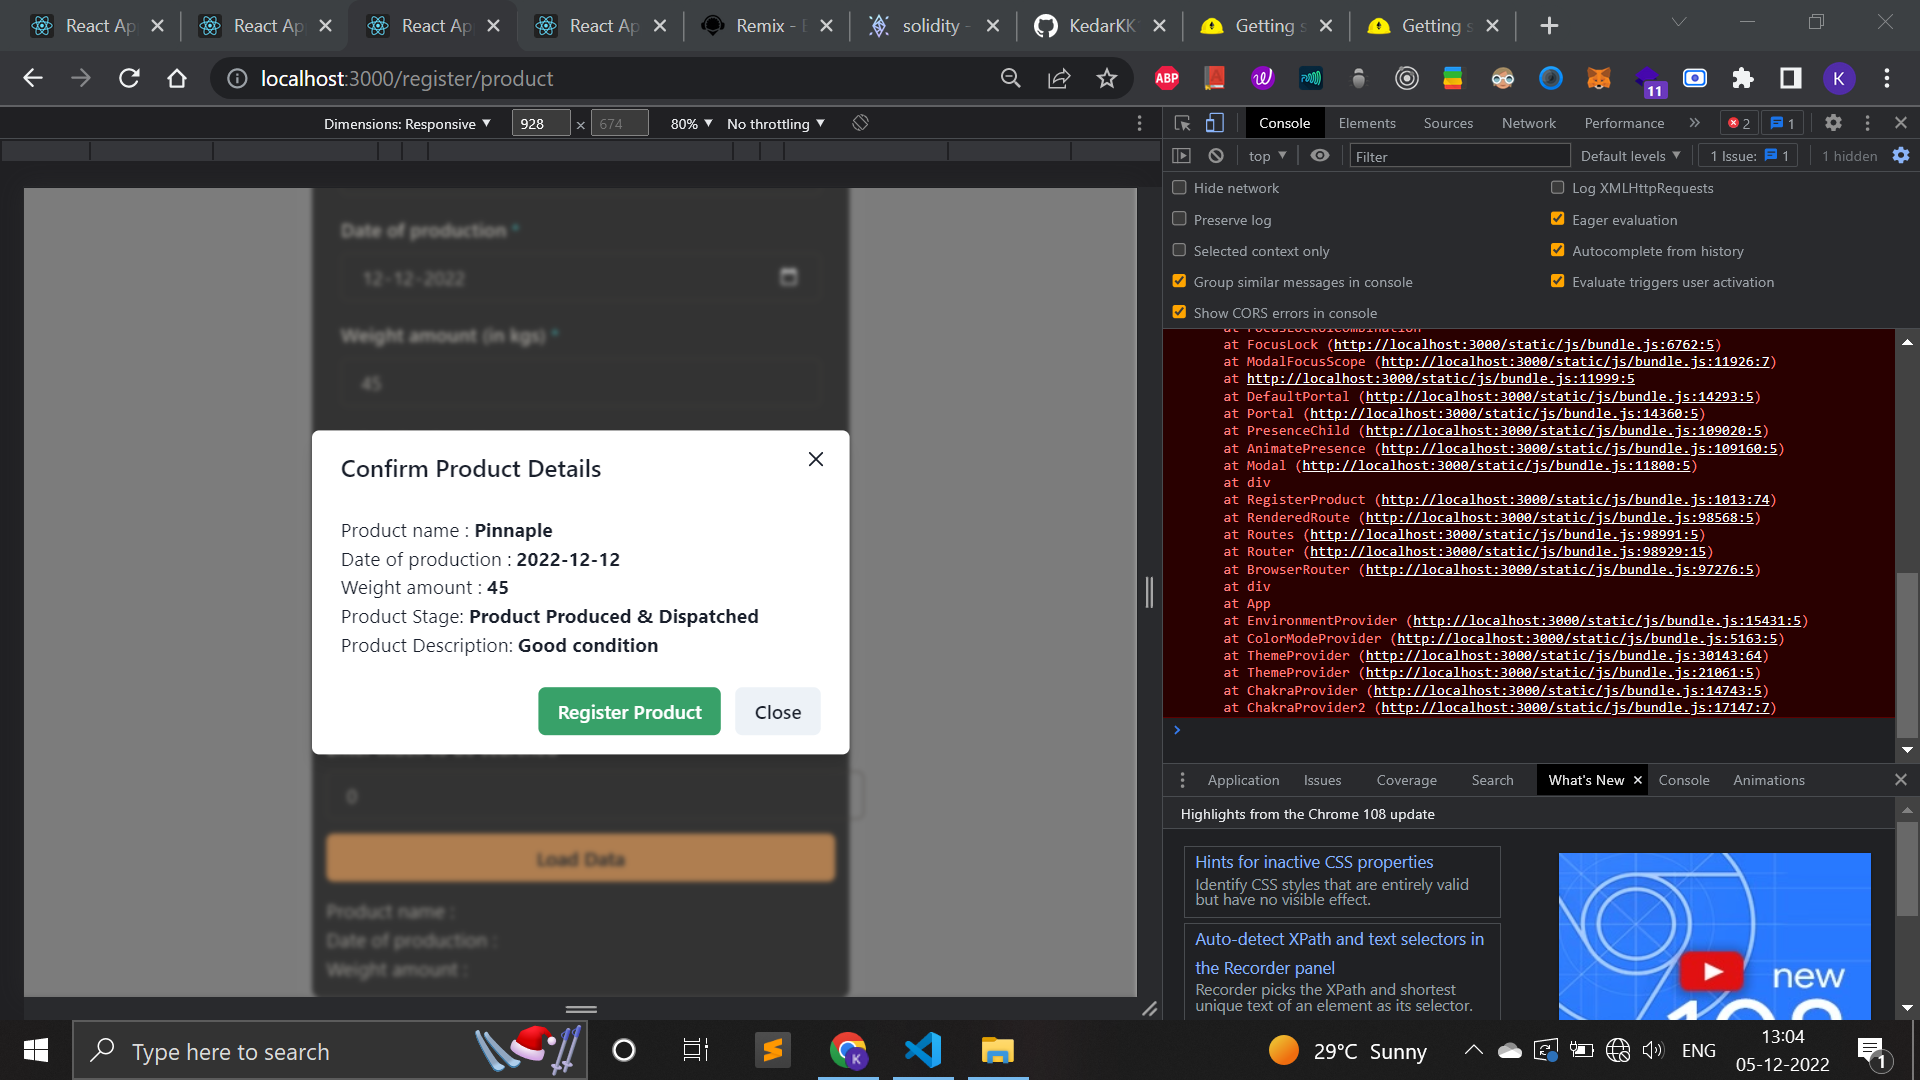 React Ap
React Ap
React Ap
React Ap
Remix - E
solidity -
KedarKK
Getting s
Getting s
localhost:3000/register/product
ABP
11
K
Dimensions: Responsive
928 × 674
80%
No throttling
Console
Elements
Sources
Network
Performance
2
1
top
Filter
Default levels
1 Issue: 1
1 hidden
Hide network
Log XMLHttpRequests
Preserve log
Eager evaluation
Selected context only
Autocomplete from history
Group similar messages in console
Evaluate triggers user activation
Show CORS errors in console
at FocusLock (http://localhost:3000/static/js/bundle.js:6762:5)
at ModalFocusScope (http://localhost:3000/static/js/bundle.js:11926:7)
at http://localhost:3000/static/js/bundle.js:11999:5
at DefaultPortal (http://localhost:3000/static/js/bundle.js:14293:5)
at Portal (http://localhost:3000/static/js/bundle.js:14360:5)
at PresenceChild (http://localhost:3000/static/js/bundle.js:109020:5)
at AnimatePresence (http://localhost:3000/static/js/bundle.js:109160:5)
at Modal (http://localhost:3000/static/js/bundle.js:11800:5)
at div
at RegisterProduct (http://localhost:3000/static/js/bundle.js:1013:74)
at RenderedRoute (http://localhost:3000/static/js/bundle.js:98568:5)
at Routes (http://localhost:3000/static/js/bundle.js:98991:5)
at Router (http://localhost:3000/static/js/bundle.js:98929:15)
at BrowserRouter (http://localhost:3000/static/js/bundle.js:97276:5)
at div
at App
at EnvironmentProvider (http://localhost:3000/static/js/bundle.js:15431:5)
at ColorModeProvider (http://localhost:3000/static/js/bundle.js:5163:5)
at ThemeProvider (http://localhost:3000/static/js/bundle.js:30143:64)
at ThemeProvider (http://localhost:3000/static/js/bundle.js:21061:5)
at ChakraProvider (http://localhost:3000/static/js/bundle.js:14743:5)
at ChakraProvider2 (http://localhost:3000/static/js/bundle.js:17147:7)
Date of production *
12-12-2022
Weight amount (in kgs) *
45
Confirm Product Details
Product name : Pinnaple
Date of production : 2022-12-12
Weight amount : 45
Product Stage: Product Produced & Dispatched
Product Description: Good condition
Register Product
Close
0
Load Data
Product name :
Date of production :
Weight amount :
Application
Issues
Coverage
Search
What's New
Console
Animations
Highlights from the Chrome 108 update
Hints for inactive CSS properties
Identify CSS styles that are entirely valid
but have no visible effect.
Auto-detect XPath and text selectors in
the Recorder panel
Recorder picks the XPath and shortest
unique text of an element as its selector.
new
108
Type here to search
K
29°C Sunny
ENG
13:04
05-12-2022
1